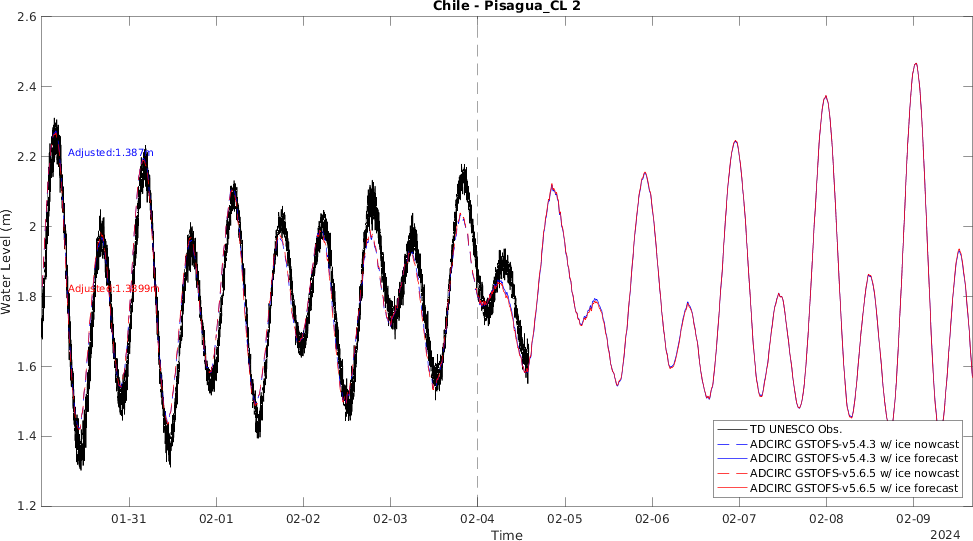 Chile - Pisagua_CL 2
2.6
2.4
2.2
2
1.8
1.6
1.4
1.2
Water Level (m)
Adjusted:1.387m
Adjusted:1.3899m
TD UNESCO Obs.
ADCIRC GSTOFS-v5.4.3 w/ ice nowcast
ADCIRC GSTOFS-v5.4.3 w/ ice forecast
ADCIRC GSTOFS-v5.6.5 w/ ice nowcast
ADCIRC GSTOFS-v5.6.5 w/ ice forecast
01-31 02-01 02-02 02-03 02-04 02-05 02-06 02-07 02-08 02-09
2024
Time